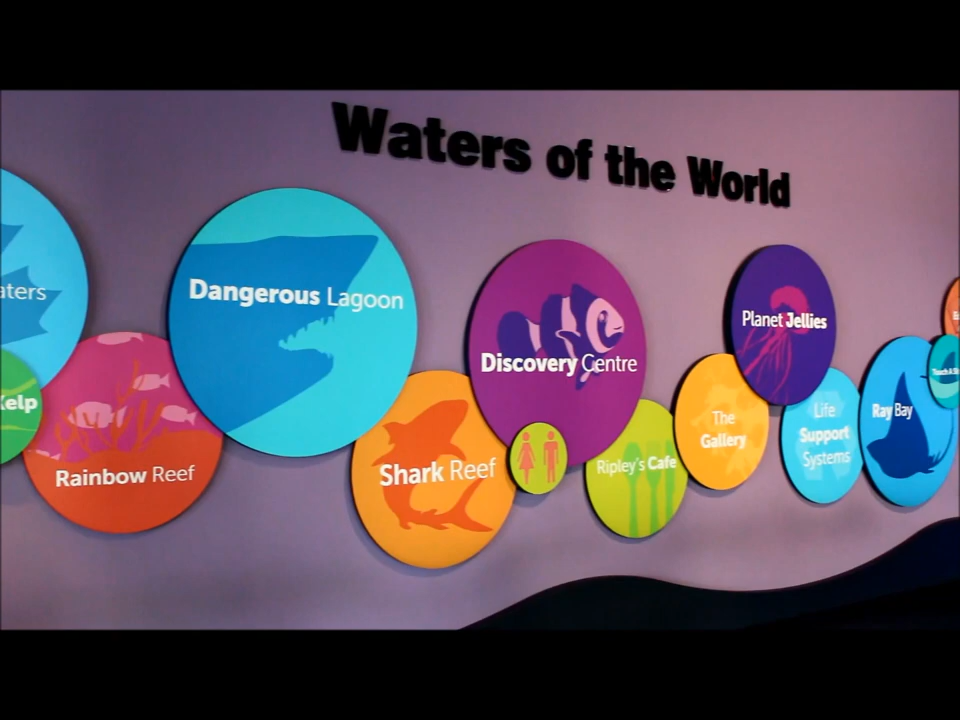 Waters of the World
aters
Kelp
Rainbow Reef
Dangerous Lagoon
Shark Reef
Discovery Centre
Ripley's Cafe
The
Gallery
Planet Jellies
Life
Support
Systems
Ray Bay